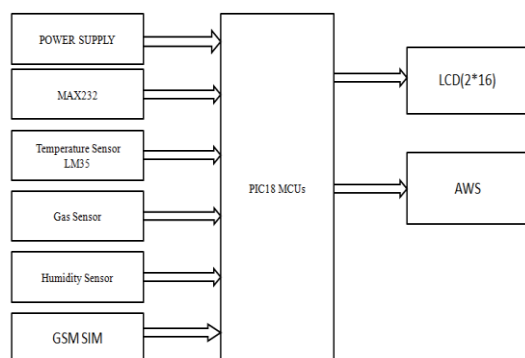 POWER SUPPLY
MAX232
Temperature Sensor
LM35
Gas Sensor
Humidity Sensor
GSM SIM
PIC18 MCUs
LCD(2*16)
AWS